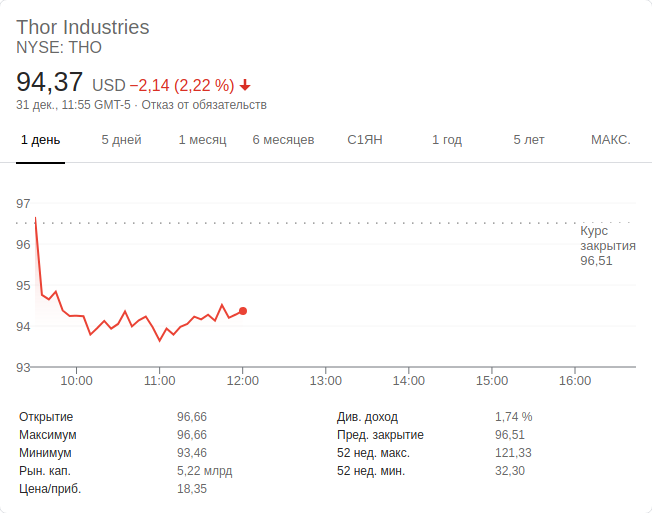 Thor Industries
NYSE: THO
94,37 USD −2,14 (2,22 %)
31 дек., 11:55 GMT-5 · Отказ от обязательств
1 день 5 дней 1 месяц 6 месяцев С1ЯН 1 год 5 лет МАКС.
97
Курс
закрытия
96,51
96
95
94
93
10:00 11:00 12:00 13:00 14:00 15:00 16:00
Открытие 96,66 Див. доход 1,74 %
Максимум 96,66 Пред. закрытие 96,51
Минимум 93,46 52 нед. макс. 121,33
Рын. кап. 5,22 млрд 52 нед. мин. 32,30
Цена/приб. 18,35